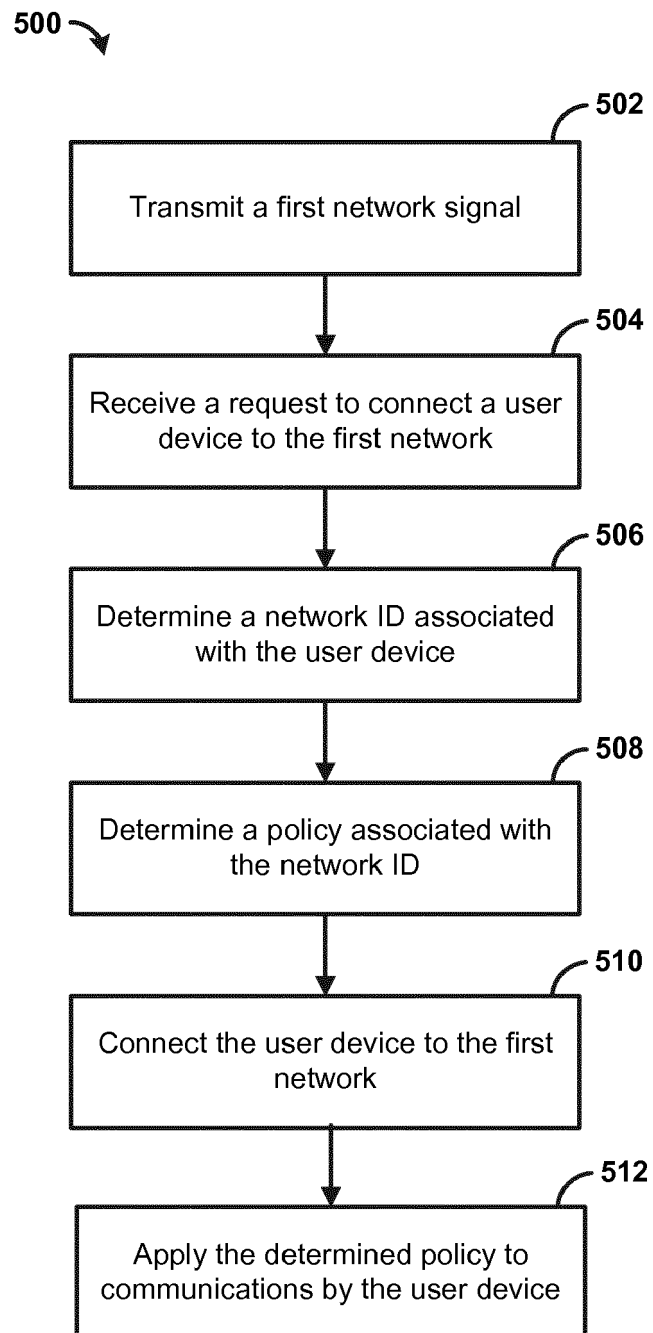 500
502
Transmit a first network signal
504
Receive a request to connect a user
device to the first network
506
Determine a network ID associated
with the user device
508
Determine a policy associated with
the network ID
510
Connect the user device to the first
network
512
Apply the determined policy to
communications by the user device